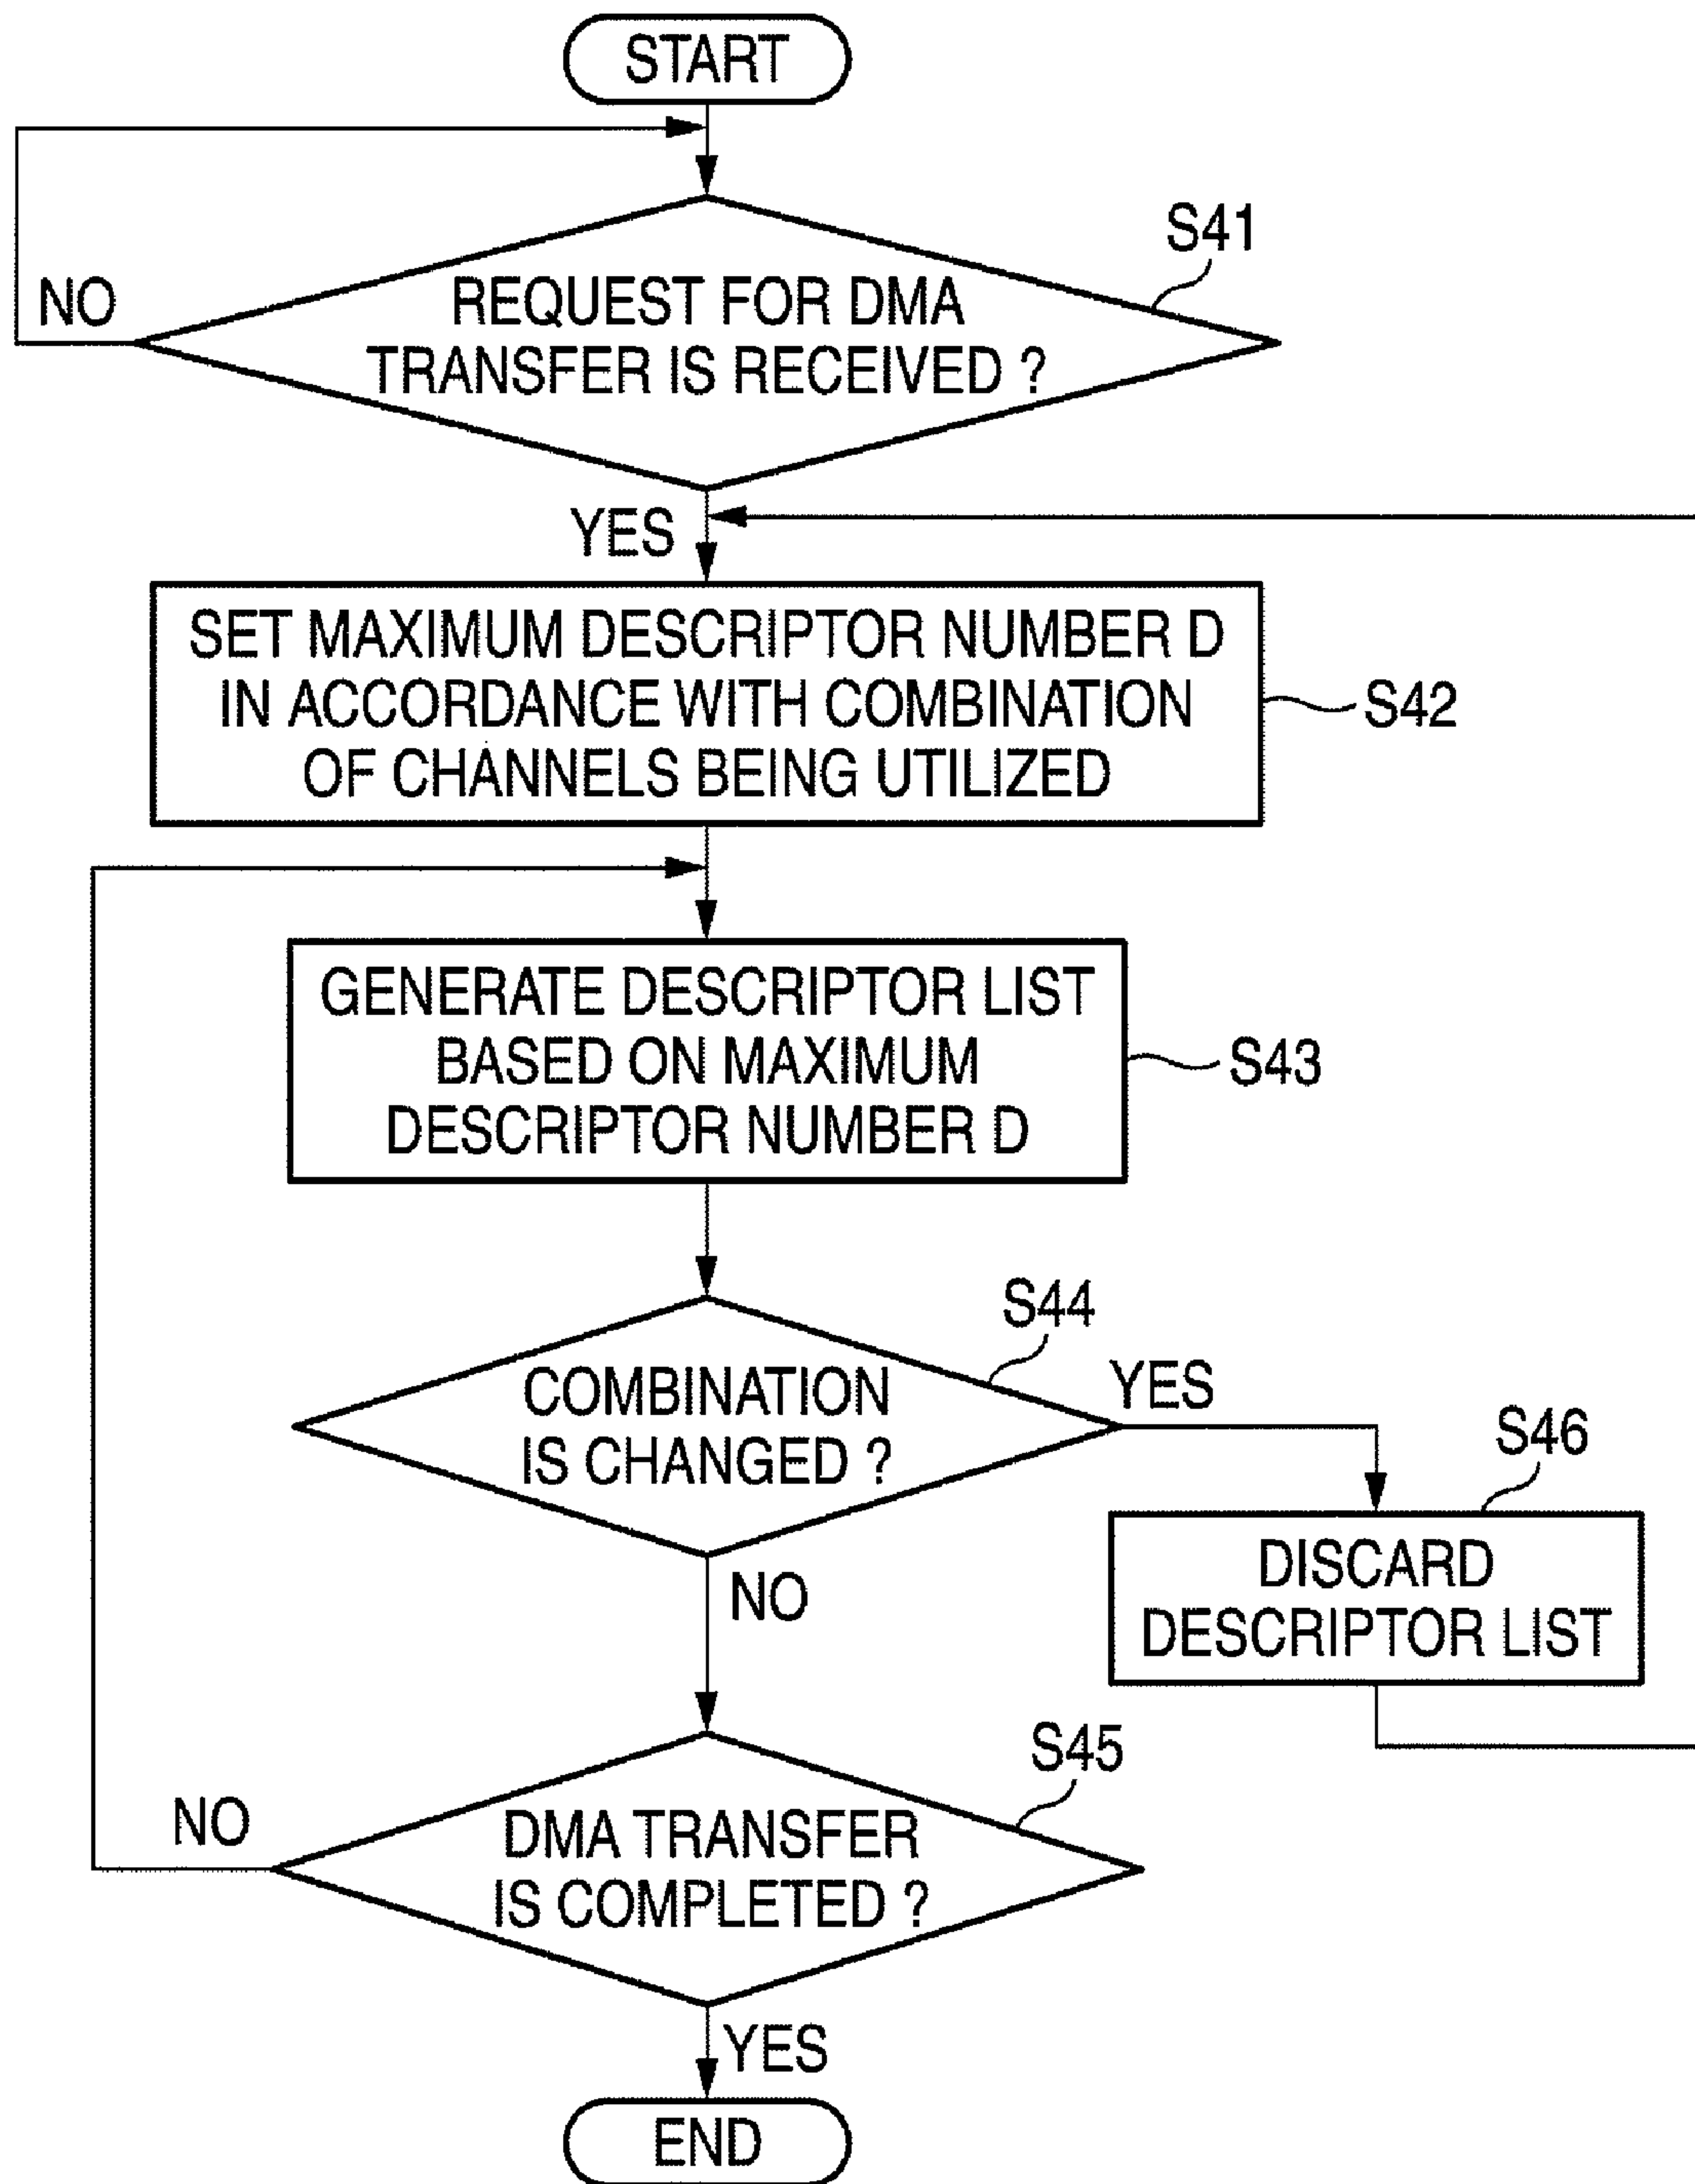 START
S41
NO
REQUEST FOR DMA
TRANSFER IS RECEIVED ?
YES
SET MAXIMUM DESCRIPTOR NUMBER D
IN ACCORDANCE WITH COMBINATION
OF CHANNELS BEING UTILIZED
S42
GENERATE DESCRIPTOR LIST
BASED ON MAXIMUM
DESCRIPTOR NUMBER D
S43
S44
COMBINATION
IS CHANGED ?
YES
S46
DISCARD
DESCRIPTOR LIST
NO
S45
NO
DMA TRANSFER
IS COMPLETED ?
YES
END